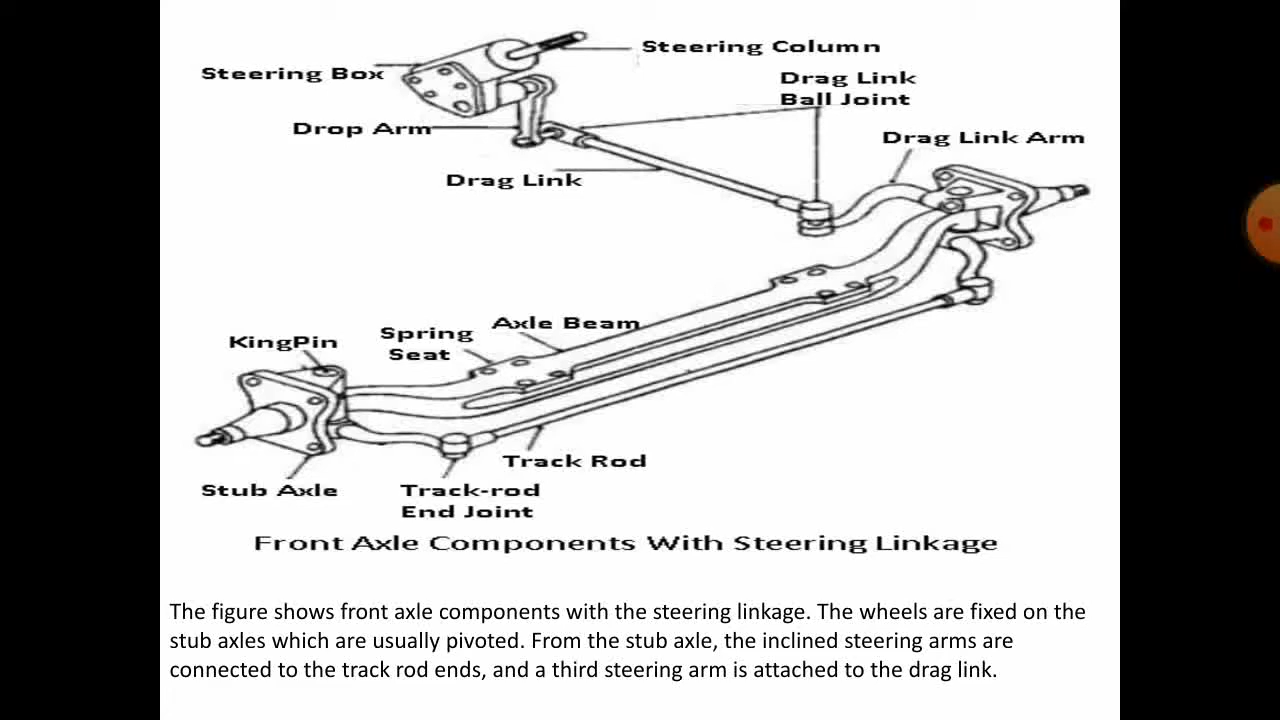 Steering Column
Steering Box
Drag Link
Ball Joint
Drop Arm
Drag Link Arm
Drag Link
Axle Beam
Spring
Seat
KingPin
Track Rod
Stub Axle
Track-rod
End Joint
Front Axle Components With Steering Linkage
The figure shows front axle components with the steering linkage. The wheels are fixed on the
stub axles which are usually pivoted. From the stub axle, the inclined steering arms are
connected to the track rod ends, and a third steering arm is attached to the drag link.